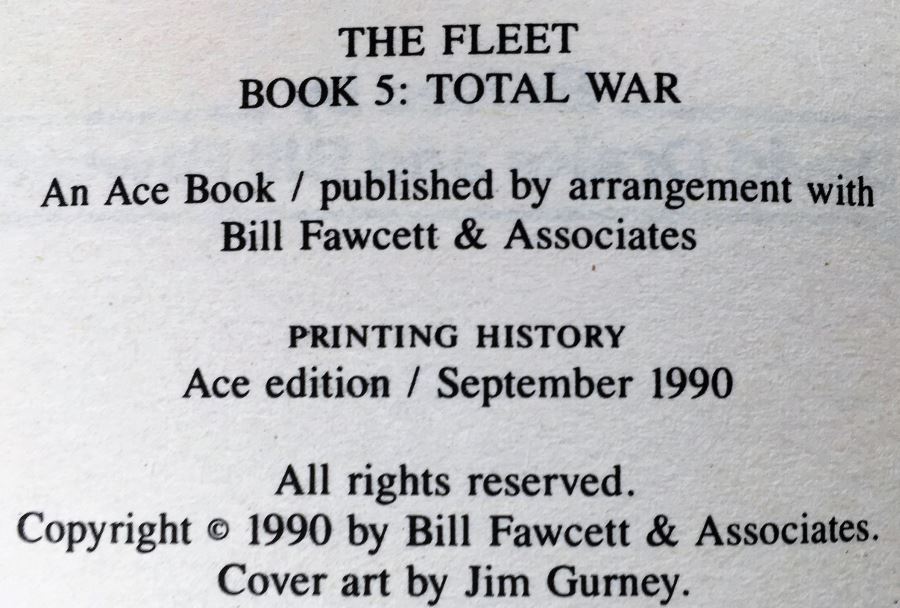 THE FLEET
BOOK 5: TOTAL WAR
An Ace Book / published by arrangement with
Bill Fawcett & Associates
PRINTING HISTORY
Ace edition / September 1990
All rights reserved.
Copyright © 1990 by Bill Fawcett & Associates.
Cover art by Jim Gurney.